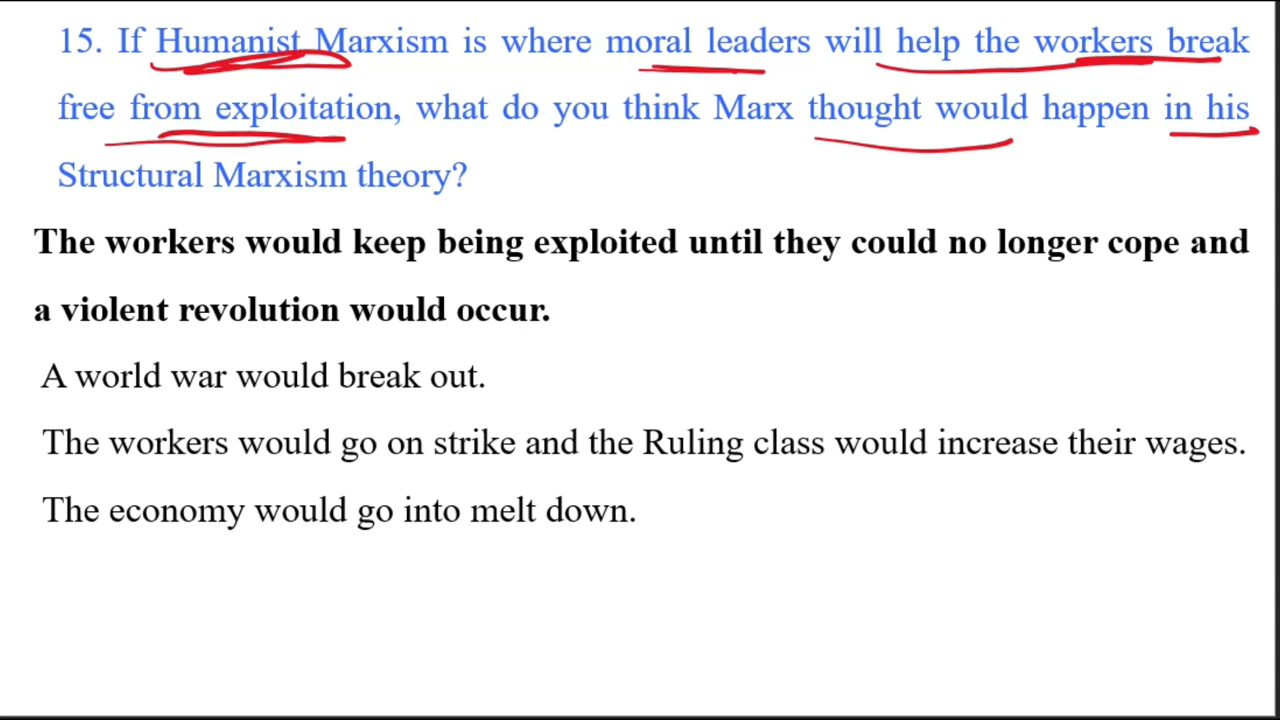 15. If Humanist Marxism is where moral leaders will help the workers break
free from exploitation, what do you think Marx thought would happen in his
Structural Marxism theory?
The workers would keep being exploited until they could no longer cope and
a violent revolution would occur.
A world war would break out.
The workers would go on strike and the Ruling class would increase their wages.
The economy would go into melt down.